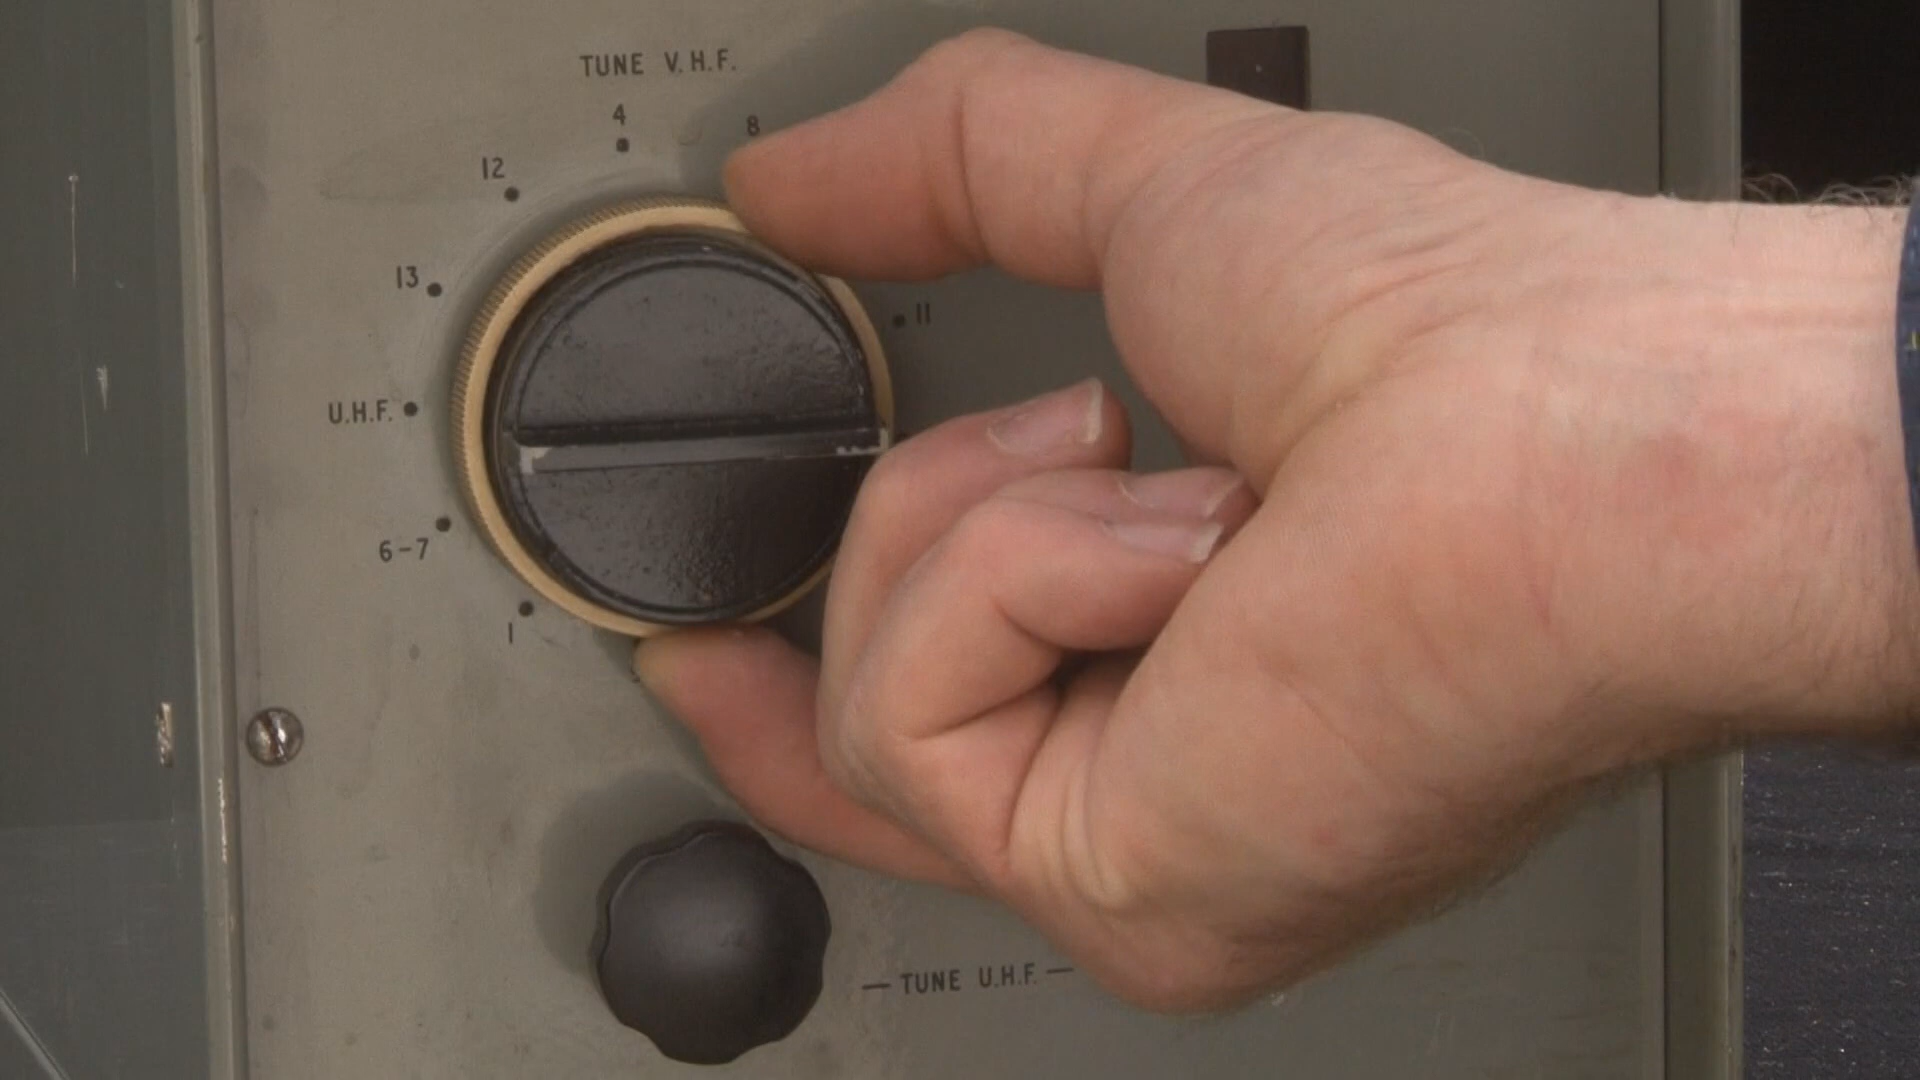 TUNE V.H.F.
4
8
12
13
11
U.H.F.
6-7
1
— TUNE U.H.F. —